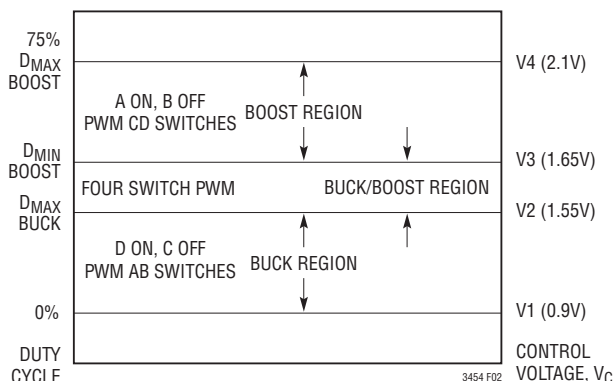 75%
DMAX
BOOST
V4 (2.1V)
A ON, B OFF
PWM CD SWITCHES
BOOST REGION
DMIN
BOOST
V3 (1.65V)
FOUR SWITCH PWM
BUCK/BOOST REGION
DMAX
BUCK
V2 (1.55V)
D ON, C OFF
PWM AB SWITCHES
BUCK REGION
0%
V1 (0.9V)
DUTY
CYCLE
3454 F02
CONTROL
VOLTAGE, VC